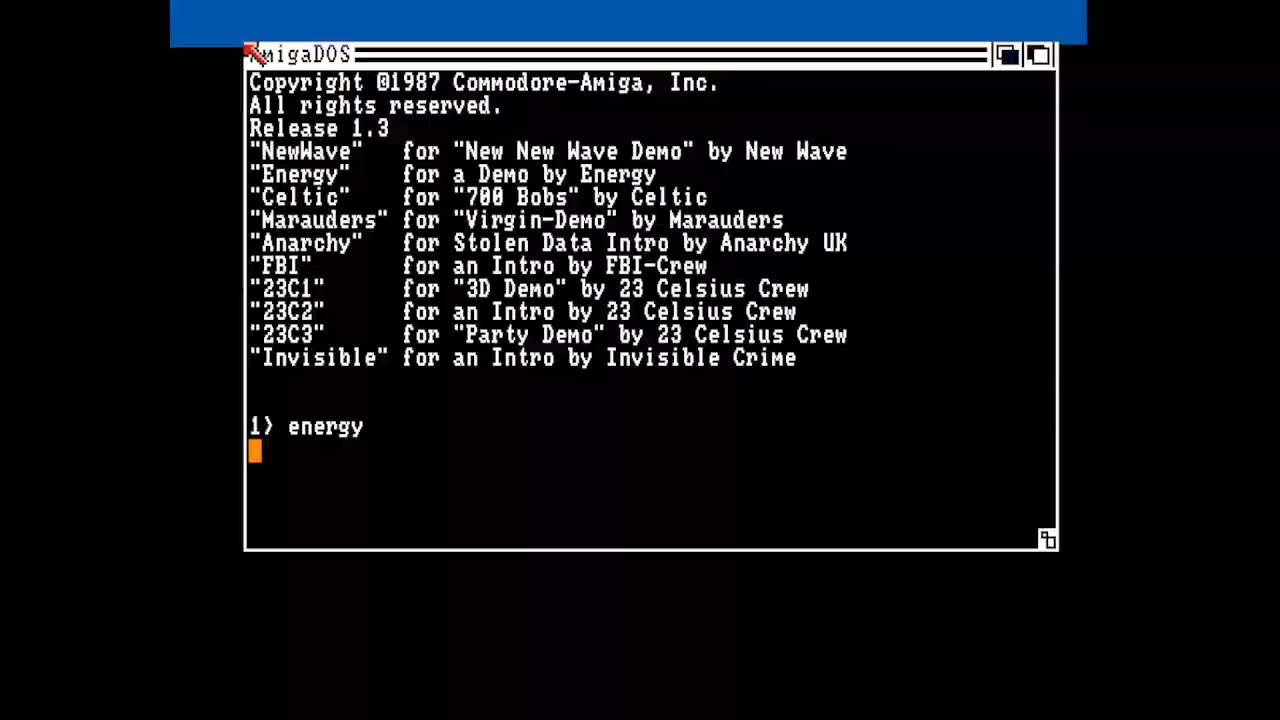 AmigaDOS
Copyright ©1987 Commodore-Amiga, Inc.
All rights reserved.
Release 1.3
"NewWave" for "New New Wave Demo" by New Wave
"Energy" for a Demo by Energy
"Celtic" for "700 Bobs" by Celtic
"Marauders" for "Virgin-Demo" by Marauders
"Anarchy" for Stolen Data Intro by Anarchy UK
"FBI" for an Intro by FBI-Crew
"23C1" for "3D Demo" by 23 Celsius Crew
"23C2" for an Intro by 23 Celsius Crew
"23C3" for "Party Demo" by 23 Celsius Crew
"Invisible" for an Intro by Invisible Crime
1> energy